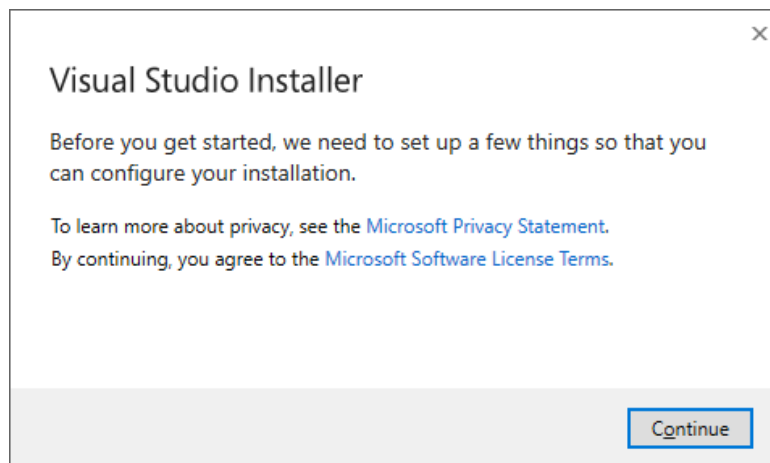 Visual Studio Installer
Before you get started, we need to set up a few things so that you
can configure your installation.
To learn more about privacy, see the Microsoft Privacy Statement.
By continuing, you agree to the Microsoft Software License Terms.
Continue